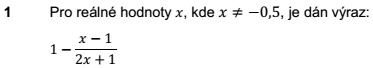 1 Pro reálné hodnoty x, kde x ≠ −0,5, je dán výraz:
1 − (x − 1)/(2x + 1)